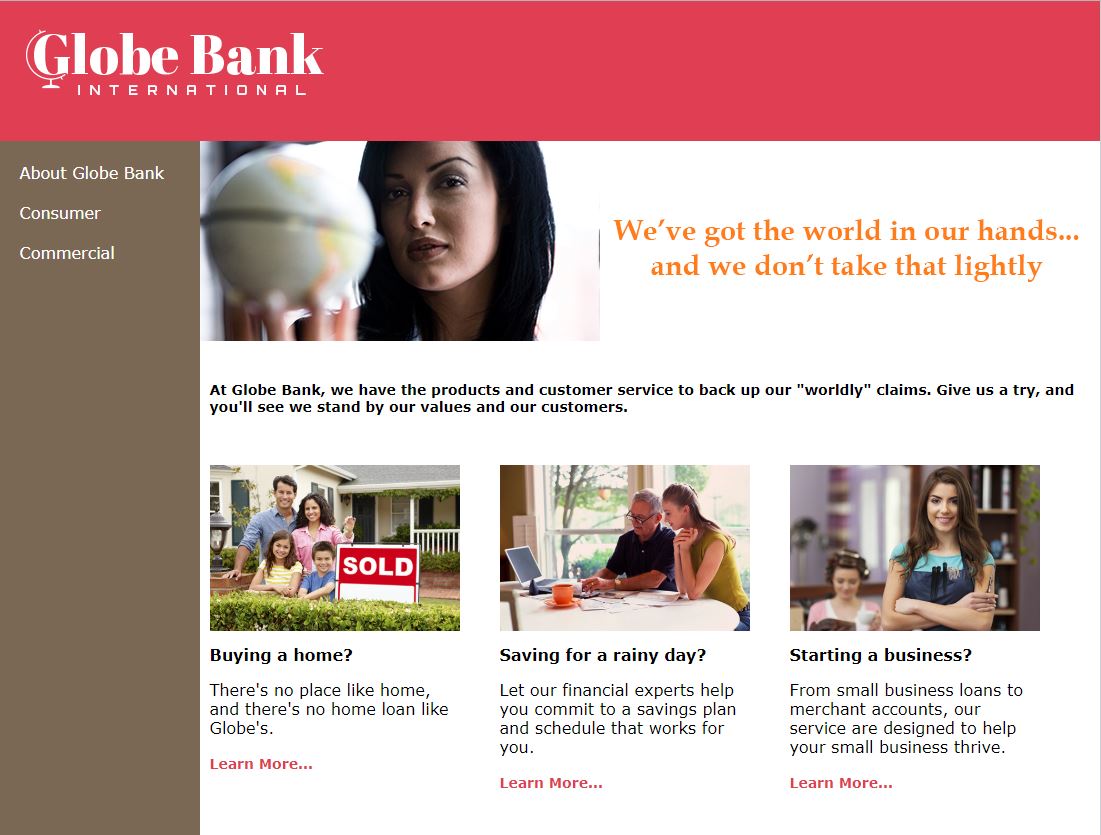 Globe Bank
INTERNATIONAL
About Globe Bank
Consumer
Commercial
We’ve got the world in our hands...
and we don’t take that lightly
At Globe Bank, we have the products and customer service to back up our "worldly" claims. Give us a try, and
you'll see we stand by our values and our customers.
SOLD
Buying a home?
There's no place like home,
and there's no home loan like
Globe's.
Learn More...
Saving for a rainy day?
Let our financial experts help
you commit to a savings plan
and schedule that works for
you.
Learn More...
Starting a business?
From small business loans to
merchant accounts, our
service are designed to help
your small business thrive.
Learn More...